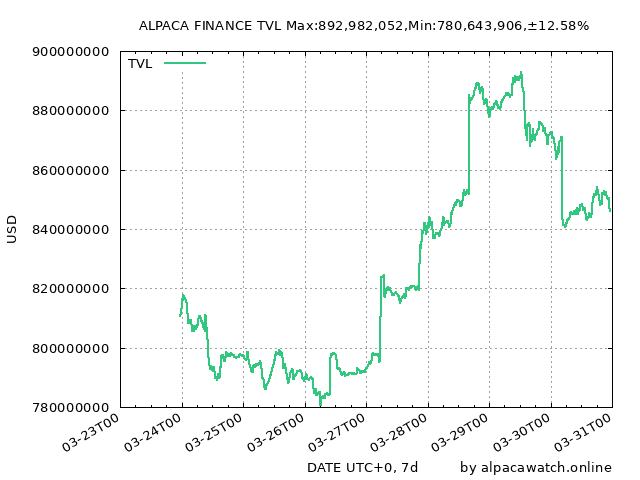 ALPACA FINANCE TVL Max:892,982,052,Min:780,643,906,±12.58%
900000000
TVL
880000000
860000000
840000000
USD
820000000
800000000
780000000
03-23T00
03-24T00
03-25T00
03-26T00
03-27T00
03-28T00
03-29T00
03-30T00
03-31T00
DATE UTC+0, 7d
by alpacawatch.online